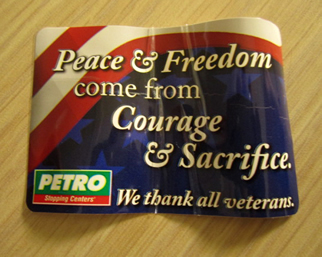 Peace & Freedom
come from
Courage
& Sacrifice.
PETRO
Stopping Centers®
We thank all veterans.